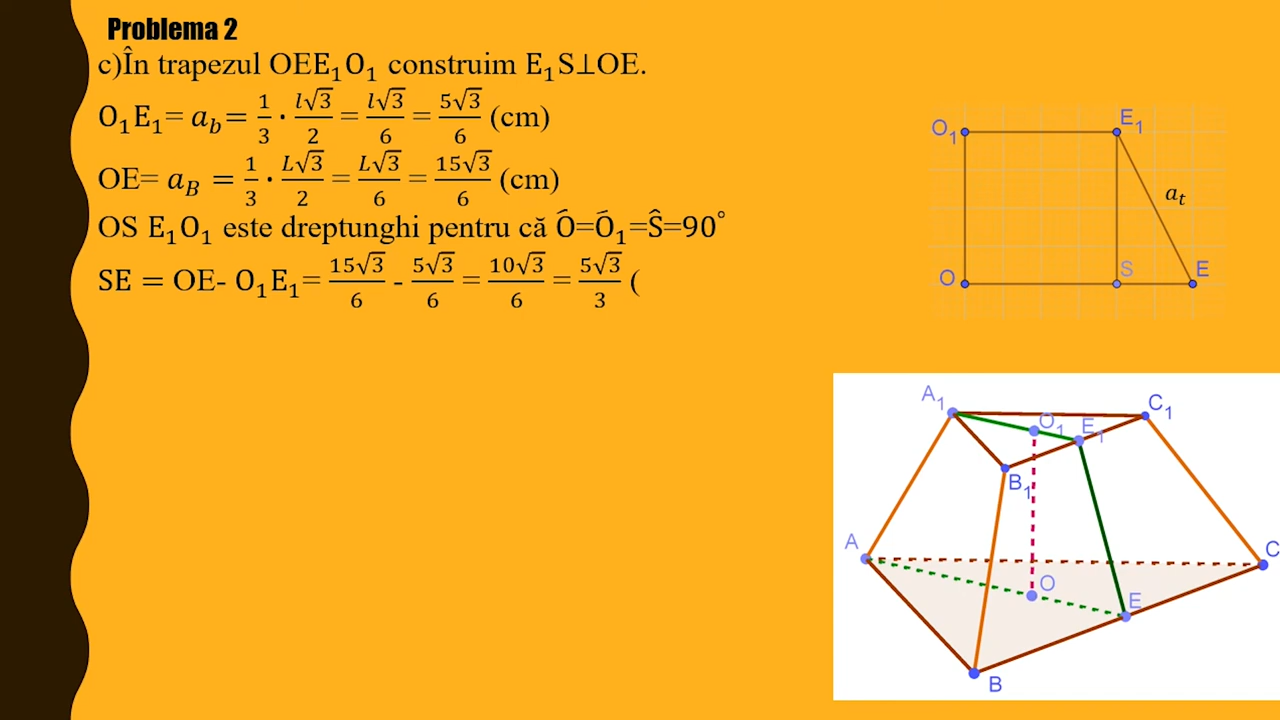 Problema 2
c)În trapezul OEE₁O₁ construim E₁S⊥OE.
O₁E₁= a_b= 1/3 · l√3/2 = l√3/6 = 5√3/6 (cm)
OE= a_B = 1/3 · L√3/2 = L√3/6 = 15√3/6 (cm)
OS E₁O₁ este dreptunghi pentru că Ô=Ô₁=Ŝ=90°
SE = OE- O₁E₁= 15√3/6 - 5√3/6 = 10√3/6 = 5√3/3 (
O₁ E₁
a_t
O S E
A₁ O₁ E₁ C₁
B₁
A C
O E
B